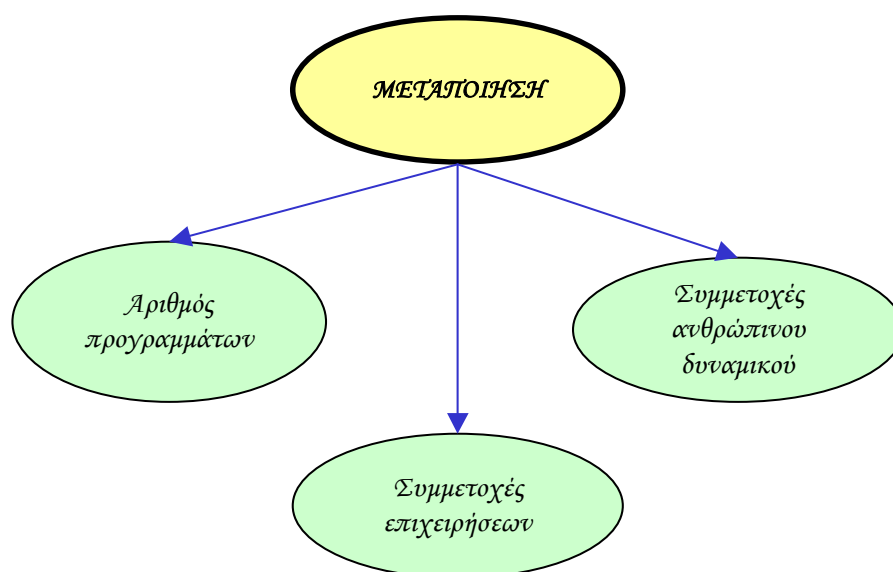 ΜΕΤΑΠΟΙΗΣΗ
Αριθμός
προγραμμάτων
Συμμετοχές
ανθρώπινου
δυναμικού
Συμμετοχές
επιχειρήσεων